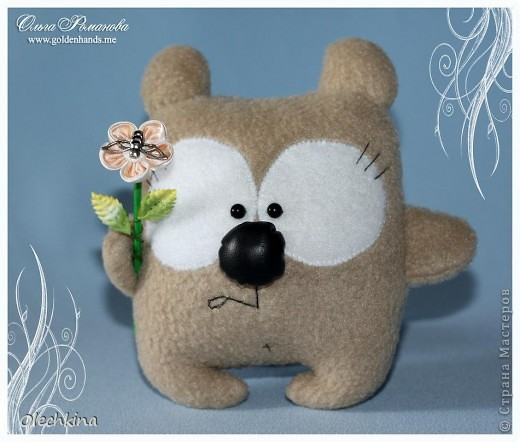 Ольга Романова
www.goldenhands.me
Olechkina
© Страна Мастеров